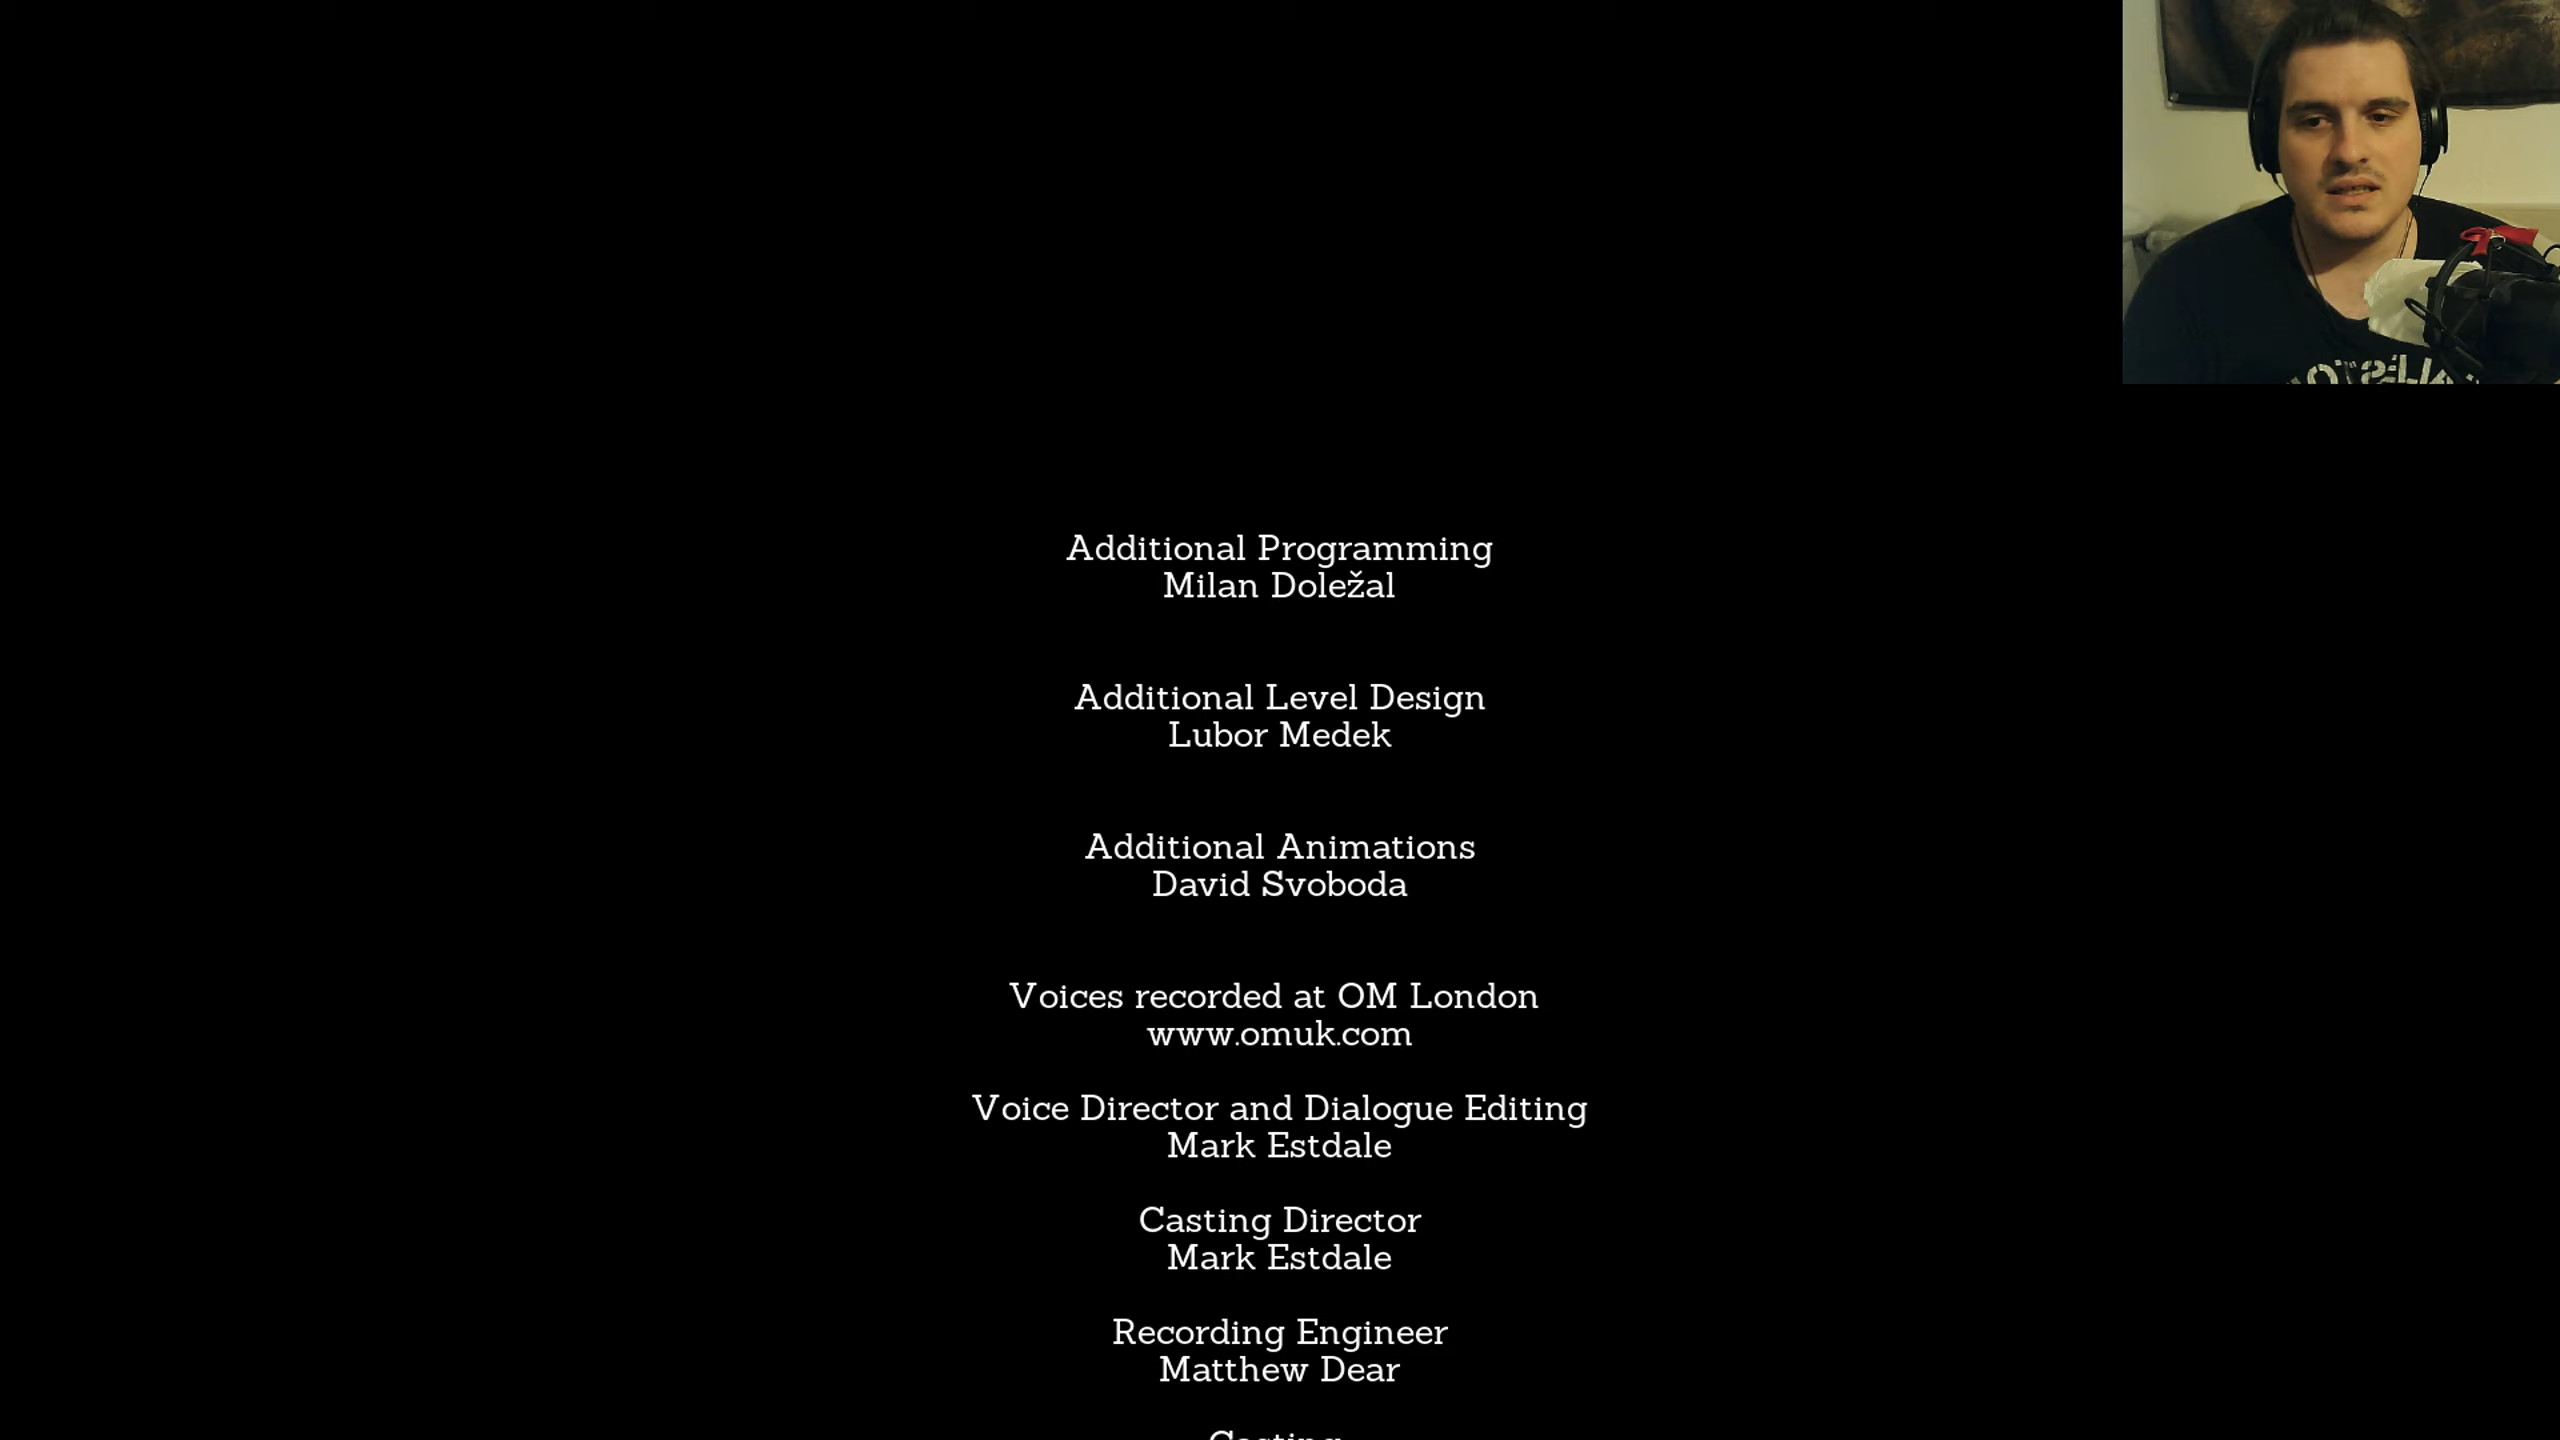 Additional Programming
Milan Doležal
Additional Level Design
Lubor Medek
Additional Animations
David Svoboda
Voices recorded at OM London
www.omuk.com
Voice Director and Dialogue Editing
Mark Estdale
Casting Director
Mark Estdale
Recording Engineer
Matthew Dear
Casting